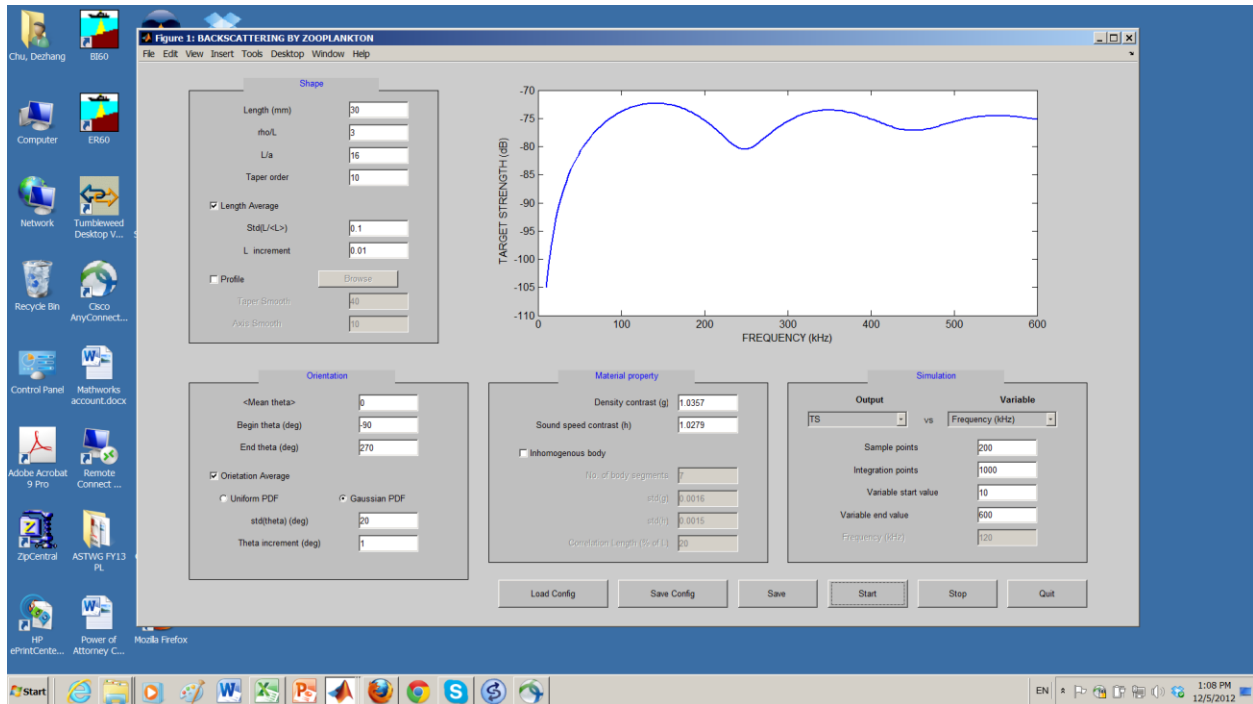 Chu, Dezhang
BI60
Computer
ER60
Network
Tumbleweed
Desktop V...
Recycle Bin
Cisco
AnyConnect...
Control Panel
Mathworks
account.docx
Adobe Acrobat
9 Pro
Remote
Connect ...
ZipCentral
ASTWG FY13
PL
HP
ePrintCente...
Power of
Attorney C...
Mozilla Firefox
Figure 1: BACKSCATTERING BY ZOOPLANKTON
File Edit View Insert Tools Desktop Window Help
Shape
Length (mm) 30
rho/L 3
L/a 16
Taper order 10
Length Average
Std(L/<L>) 0.1
L increment 0.01
Profile Browse
Taper Smooth 40
Axis Smooth 10
TARGET STRENGTH (dB)
-70
-75
-80
-85
-90
-95
-100
-105
-110
0 100 200 300 400 500 600
FREQUENCY (kHz)
Orientation
<Mean theta> 0
Begin theta (deg) -90
End theta (deg) 270
Orietation Average
Uniform PDF Gaussian PDF
std(theta) (deg) 20
Theta increment (deg) 1
Material property
Density contrast (g) 1.0357
Sound speed contrast (h) 1.0279
Inhomogenous body
No. of body segments 7
std(g) 0.0016
std(h) 0.0015
Correlation Length (% of L) 20
Simulation
Output Variable
TS vs Frequency (kHz)
Sample points 200
Integration points 1000
Variable start value 10
Variable end value 600
Frequency (kHz) 120
Load Config Save Config Save Start Stop Quit
Start
EN
1:08 PM
12/5/2012